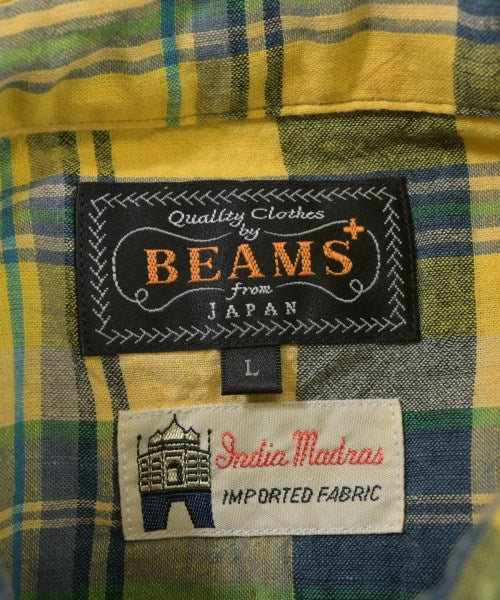 Quality Clothes
by
BEAMS+
from
JAPAN
L
India Madras
IMPORTED FABRIC